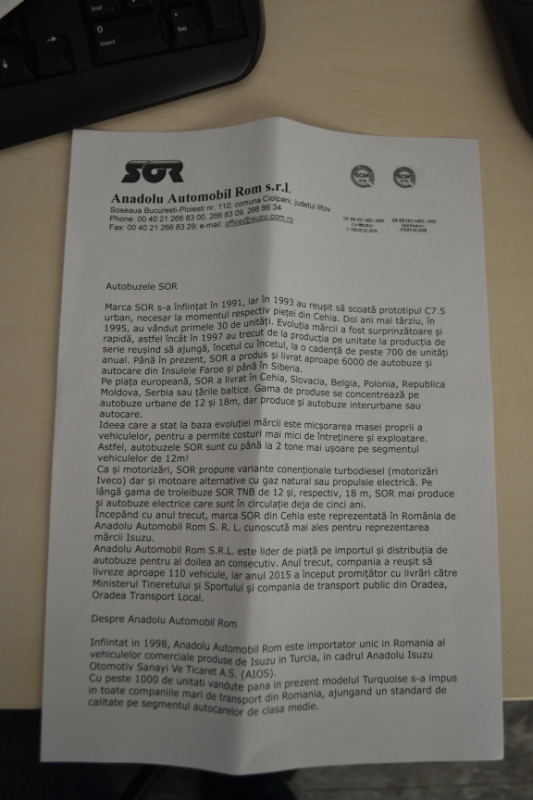 SOR
Anadolu Automobil Rom s.r.l.
Soseaua Bucuresti-Ploiesti nr. 110, comuna Ciolpani, judetul Ilfov
Phone: 00 40 21 266 83 00, 266 83 09, 266 86 34
Fax: 00 40 21 266 83 29; e-mail: office@isuzu.com.ro
Autobuzele SOR
Marca SOR s-a înființat în 1991, iar în 1993 au reușit să scoată prototipul C7.5
urban, necesar la momentul respectiv pieței din Cehia. Doi ani mai târziu, în
1995, au vândut primele 30 de unități. Evoluția mărcii a fost surprinzătoare și
rapidă, astfel încât în 1997 au trecut de la producția pe unitate la producția de
serie reușind să ajungă, încetul cu încetul, la o cadență de peste 700 de unități
anual. Până în prezent, SOR a produs și livrat aproape 6000 de autobuze și
autocare din Insulele Faroe și până în Siberia.
Pe piața europeană, SOR a livrat în Cehia, Slovacia, Belgia, Polonia, Republica
Moldova, Serbia sau țările baltice. Gama de produse se concentrează pe
autobuze urbane de 12 și 18m, dar produce și autobuze interurbane sau
autocare.
Ideea care a stat la baza evoluției mărcii este micșorarea masei proprii a
vehiculelor, pentru a permite costuri mai mici de întreținere și exploatare.
Astfel, autobuzele SOR sunt cu până la 2 tone mai ușoare pe segmentul
vehiculelor de 12m!
Ca și motorizări, SOR propune variante conenționale turbodiesel (motorizări
Iveco) dar și motoare alternative cu gaz natural sau propulsie electrică. Pe
lângă gama de troleibuze SOR TNB de 12 și, respectiv, 18 m, SOR mai produce
și autobuze electrice care sunt în circulație deja de cinci ani.
Începând cu anul trecut, marca SOR din Cehia este reprezentată în România de
Anadolu Automobil Rom S. R. L. cunoscută mai ales pentru reprezentarea
mărcii Isuzu.
Anadolu Automobil Rom S.R.L. este lider de piață pe importul și distribuția de
autobuze pentru al doilea an consecutiv. Anul trecut, compania a reușit să
livreze aproape 110 vehicule, iar anul 2015 a început promițător cu livrări către
Ministerul Tineretului și Sportului și compania de transport public din Oradea,
Oradea Transport Local.
Despre Anadolu Automobil Rom
Infiintat in 1998, Anadolu Automobil Rom este importator unic in Romania al
vehiculelor comerciale produse de Isuzu in Turcia, in cadrul Anadolu Isuzu
Otomotiv Sanayi Ve Ticaret A.S. (AIOS).
Cu peste 1000 de unitati vandute pana in prezent modelul Turquoise s-a impus
in toate companiile mari de transport din Romania, ajungand un standard de
calitate pe segmentul autocarelor de clasa medie.